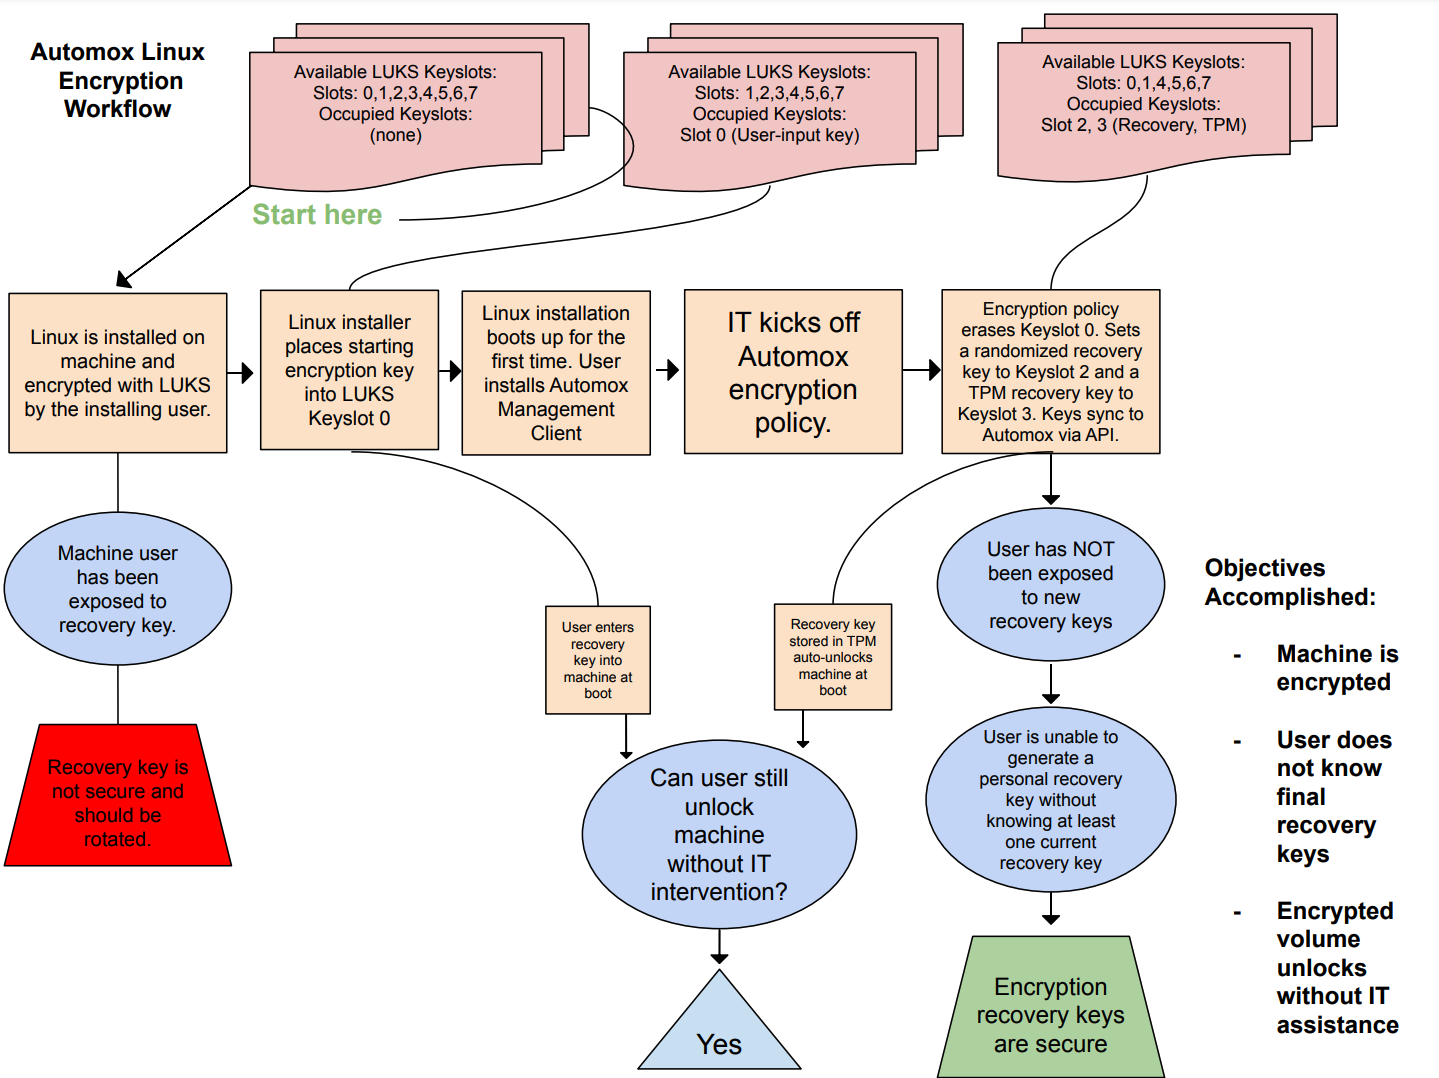 Automox Linux
Encryption
Workflow
Available LUKS Keyslots:
Slots: 0,1,2,3,4,5,6,7
Occupied Keyslots:
(none)
Available LUKS Keyslots:
Slots: 1,2,3,4,5,6,7
Occupied Keyslots:
Slot 0 (User-input key)
Available LUKS Keyslots:
Slots: 0,1,4,5,6,7
Occupied Keyslots:
Slot 2, 3 (Recovery, TPM)
Start here
Linux is installed on
machine and
encrypted with LUKS
by the installing user.
Linux installer
places starting
encryption key
into LUKS
Keyslot 0
Linux installation
boots up for the
first time. User
installs Automox
Management
Client
IT kicks off
Automox
encryption
policy.
Encryption policy
erases Keyslot 0. Sets
a randomized recovery
key to Keyslot 2 and a
TPM recovery key to
Keyslot 3. Keys sync to
Automox via API.
Machine user
has been
exposed to
recovery key.
Recovery key is
not secure and
should be
rotated.
User enters
recovery
key into
machine at
boot
Recovery key
stored in TPM
auto-unlocks
machine at
boot
Can user still
unlock
machine
without IT
intervention?
Yes
User has NOT
been exposed
to new
recovery keys
User is unable to
generate a
personal recovery
key without
knowing at least
one current
recovery key
Encryption
recovery keys
are secure
Objectives
Accomplished:
- Machine is
encrypted
- User does
not know
final
recovery
keys
- Encrypted
volume
unlocks
without IT
assistance